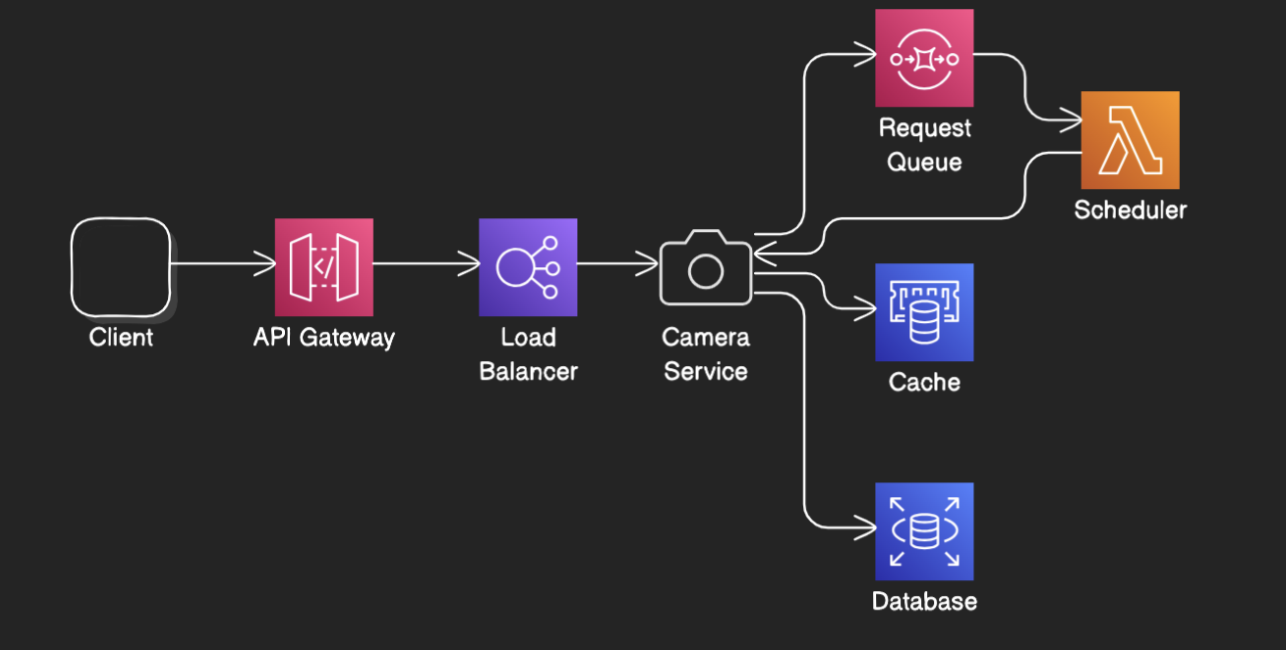 Request
Queue
Scheduler
Client
API Gateway
</>
Load
Balancer
Camera
Service
Cache
Database